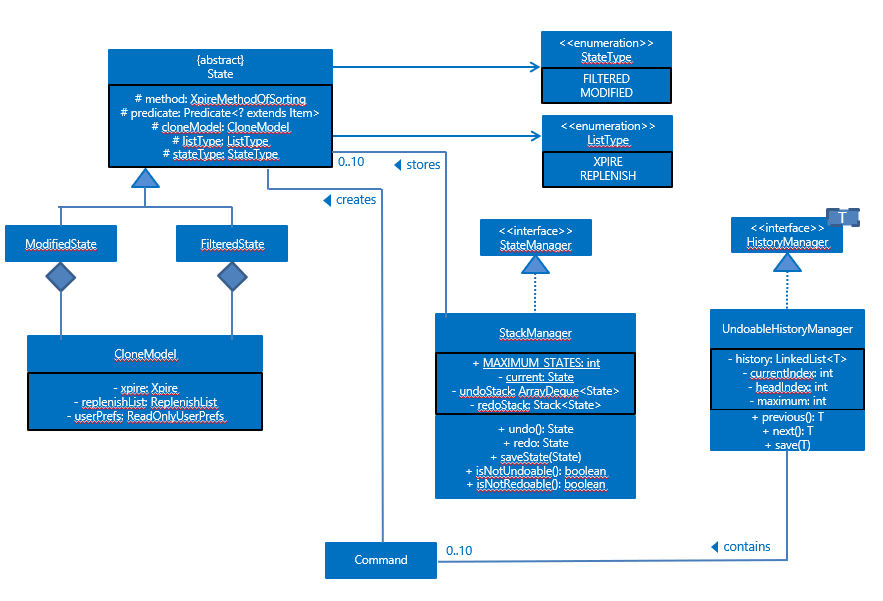 {abstract}
State
# method: XpireMethodOfSorting
# predicate: Predicate<? extends Item>
# cloneModel: CloneModel
# listType: ListType
# stateType: StateType
<<enumeration>>
StateType
FILTERED
MODIFIED
<<enumeration>>
ListType
XPIRE
REPLENISH
0..10
stores
creates
ModifiedState
FilteredState
<<interface>>
StateManager
T
<<interface>>
HistoryManager
CloneModel
- xpire: Xpire
- replenishList: ReplenishList
- userPrefs: ReadOnlyUserPrefs
StackManager
+ MAXIMUM_STATES: int
- current: State
- undoStack: ArrayDeque<State>
- redoStack: Stack<State>
+ undo(): State
+ redo: State
+ saveState(State)
+ isNotUndoable(): boolean
+ isNotRedoable(): boolean
UndoableHistoryManager
- history: LinkedList<T>
- currentIndex: int
- headIndex: int
- maximum: int
+ previous(): T
+ next(): T
+ save(T)
Command
0..10
contains